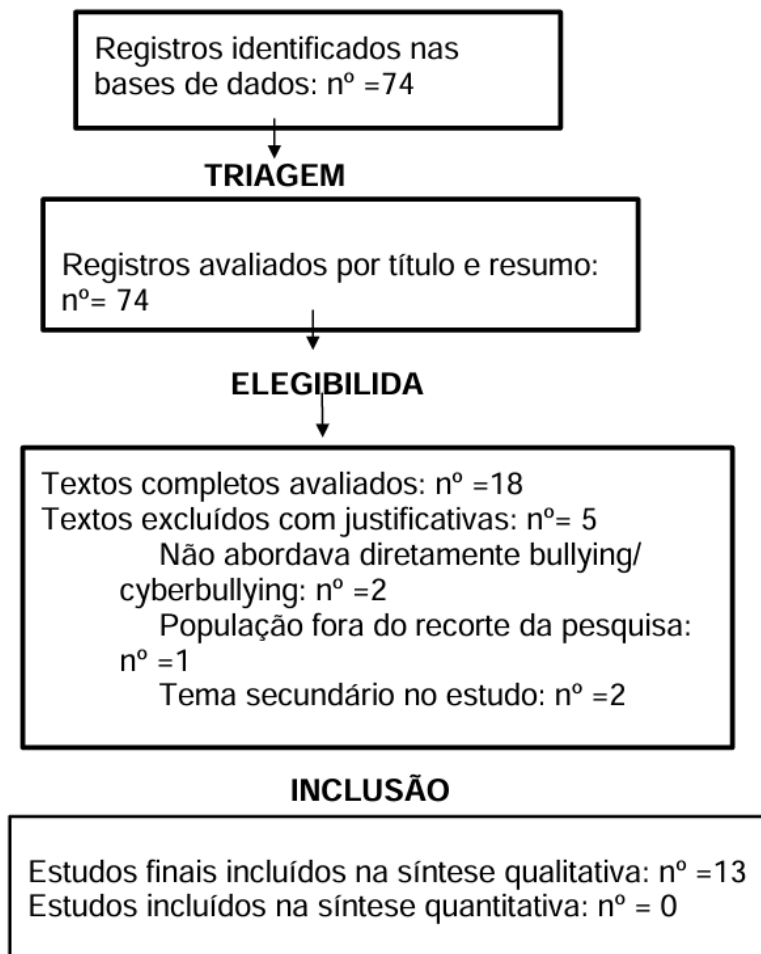 Registros identificados nas
bases de dados: nº =74
TRIAGEM
Registros avaliados por título e resumo:
nº= 74
ELEGIBILIDA
Textos completos avaliados: nº =18
Textos excluídos com justificativas: nº= 5
Não abordava diretamente bullying/
cyberbullying: nº =2
População fora do recorte da pesquisa:
nº =1
Tema secundário no estudo: nº =2
INCLUSÃO
Estudos finais incluídos na síntese qualitativa: nº =13
Estudos incluídos na síntese quantitativa: nº = 0